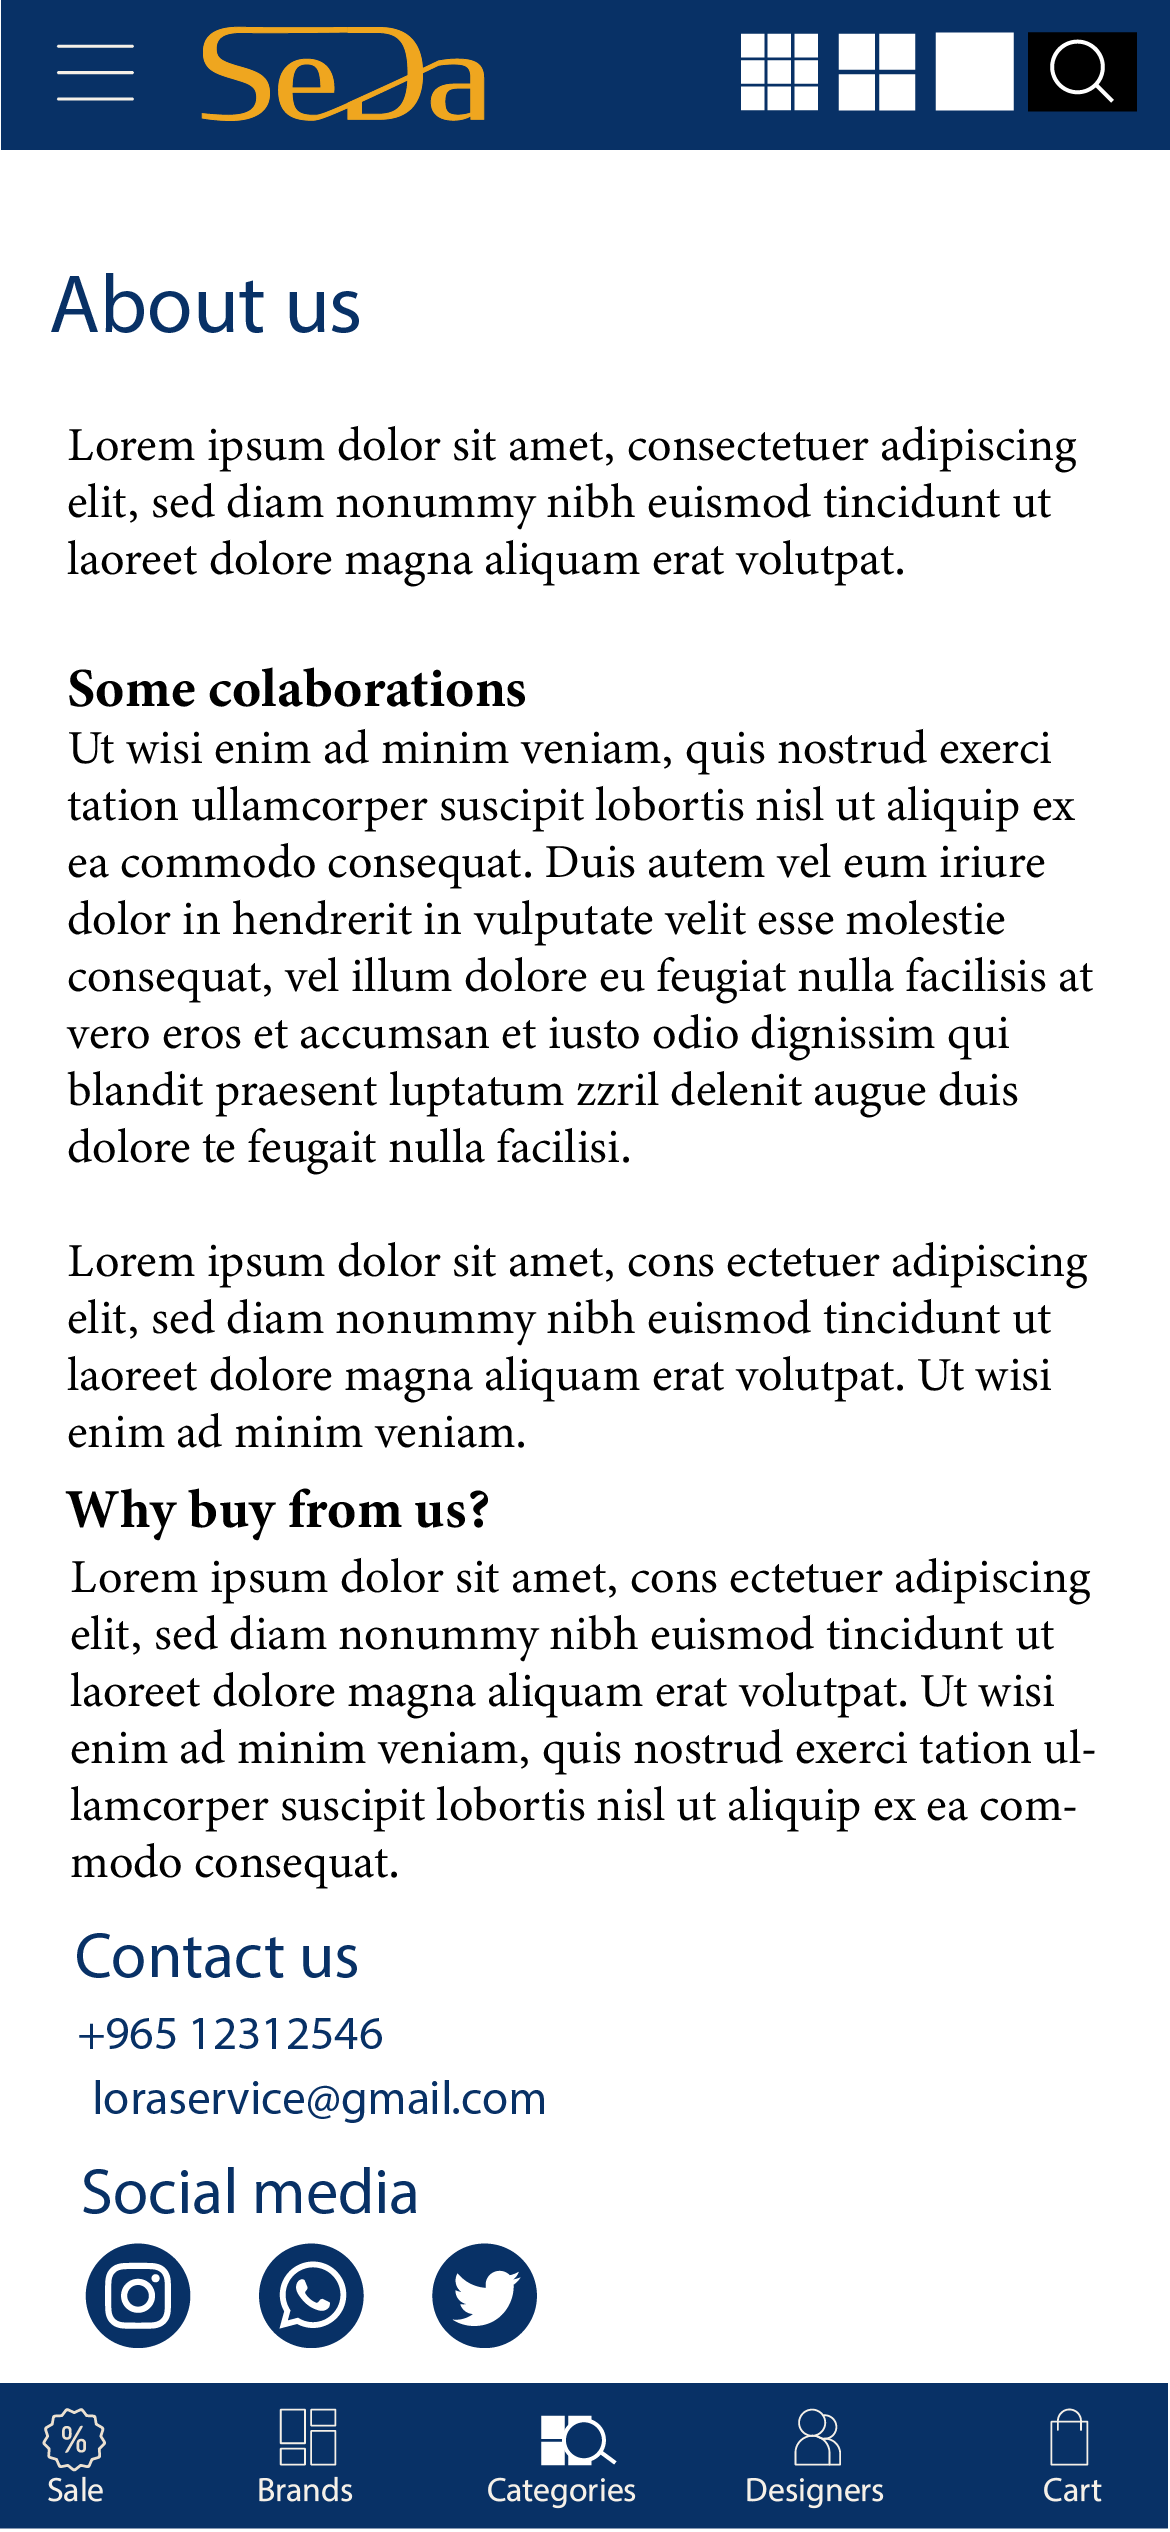 SeDa
About us
Lorem ipsum dolor sit amet, consectetuer adipiscing
elit, sed diam nonummy nibh euismod tincidunt ut
laoreet dolore magna aliquam erat volutpat.
Some colaborations
Ut wisi enim ad minim veniam, quis nostrud exerci
tation ullamcorper suscipit lobortis nisl ut aliquip ex
ea commodo consequat. Duis autem vel eum iriure
dolor in hendrerit in vulputate velit esse molestie
consequat, vel illum dolore eu feugiat nulla facilisis at
vero eros et accumsan et iusto odio dignissim qui
blandit praesent luptatum zzril delenit augue duis
dolore te feugait nulla facilisi.
Lorem ipsum dolor sit amet, cons ectetuer adipiscing
elit, sed diam nonummy nibh euismod tincidunt ut
laoreet dolore magna aliquam erat volutpat. Ut wisi
enim ad minim veniam.
Why buy from us?
Lorem ipsum dolor sit amet, cons ectetuer adipiscing
elit, sed diam nonummy nibh euismod tincidunt ut
laoreet dolore magna aliquam erat volutpat. Ut wisi
enim ad minim veniam, quis nostrud exerci tation ul-
lamcorper suscipit lobortis nisl ut aliquip ex ea com-
modo consequat.
Contact us
+965 12312546
loraservice@gmail.com
Social media
%
Sale Brands Categories Designers Cart